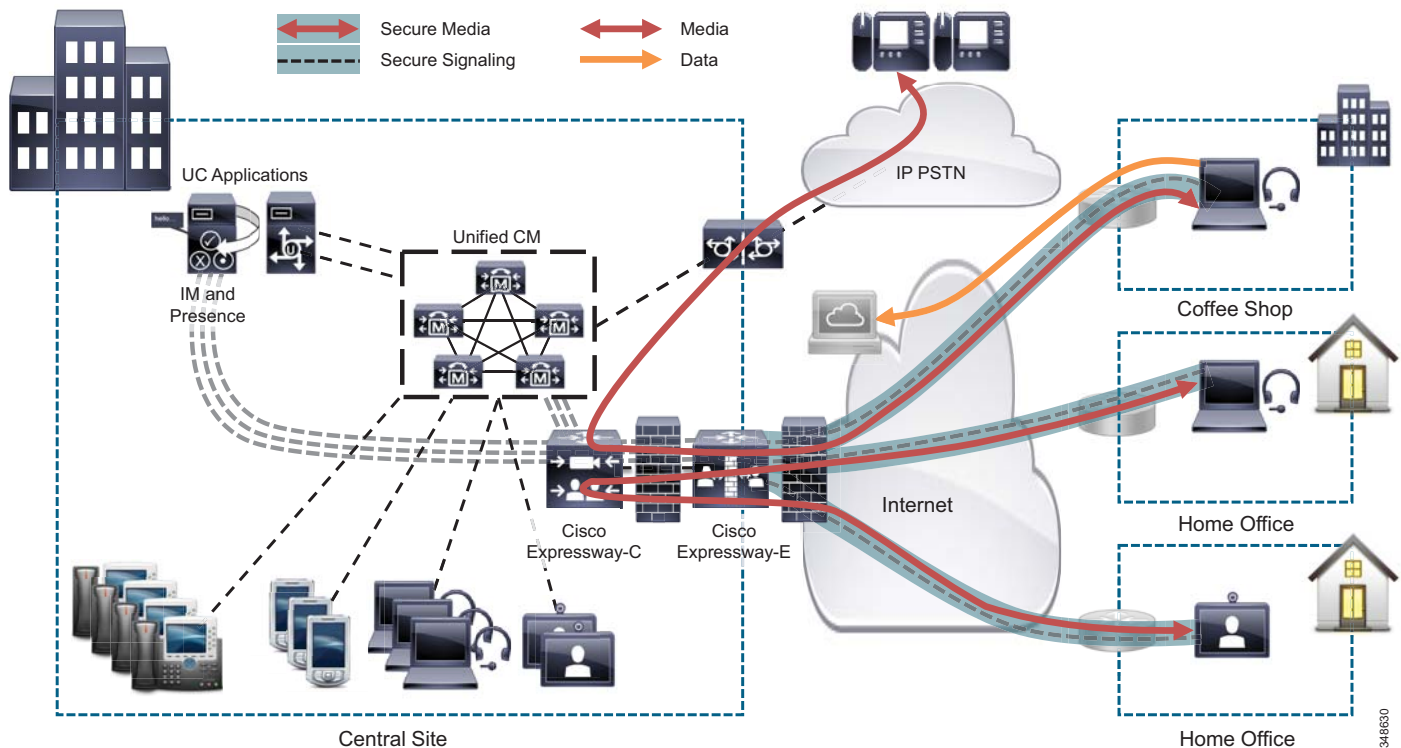 Secure Media
Secure Signaling
Media
Data
UC Applications
hello...
U
IM and
Presence
Unified CM
M
M
M
M
M
IP PSTN
Internet
Cisco
Expressway-C
Cisco
Expressway-E
Coffee Shop
Home Office
Home Office
Central Site
348630